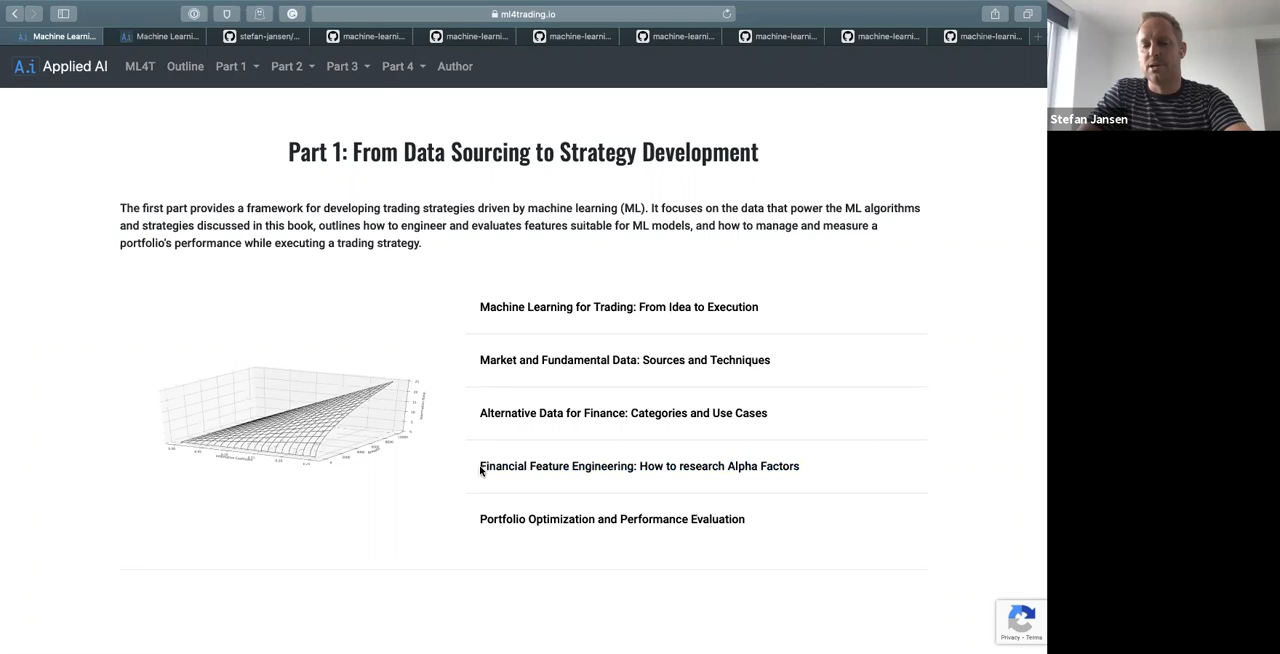 ml4trading.io
Machine Learni...
Machine Learni...
stefan-jansen/...
machine-learni...
machine-learni...
machine-learni...
machine-learni...
machine-learni...
machine-learni...
machine-learni...
A.i Applied AI
ML4T
Outline
Part 1
Part 2
Part 3
Part 4
Author
Stefan Jansen
Part 1: From Data Sourcing to Strategy Development
The first part provides a framework for developing trading strategies driven by machine learning (ML). It focuses on the data that power the ML algorithms
and strategies discussed in this book, outlines how to engineer and evaluates features suitable for ML models, and how to manage and measure a
portfolio's performance while executing a trading strategy.
Machine Learning for Trading: From Idea to Execution
Market and Fundamental Data: Sources and Techniques
Alternative Data for Finance: Categories and Use Cases
Financial Feature Engineering: How to research Alpha Factors
Portfolio Optimization and Performance Evaluation
Privacy - Terms